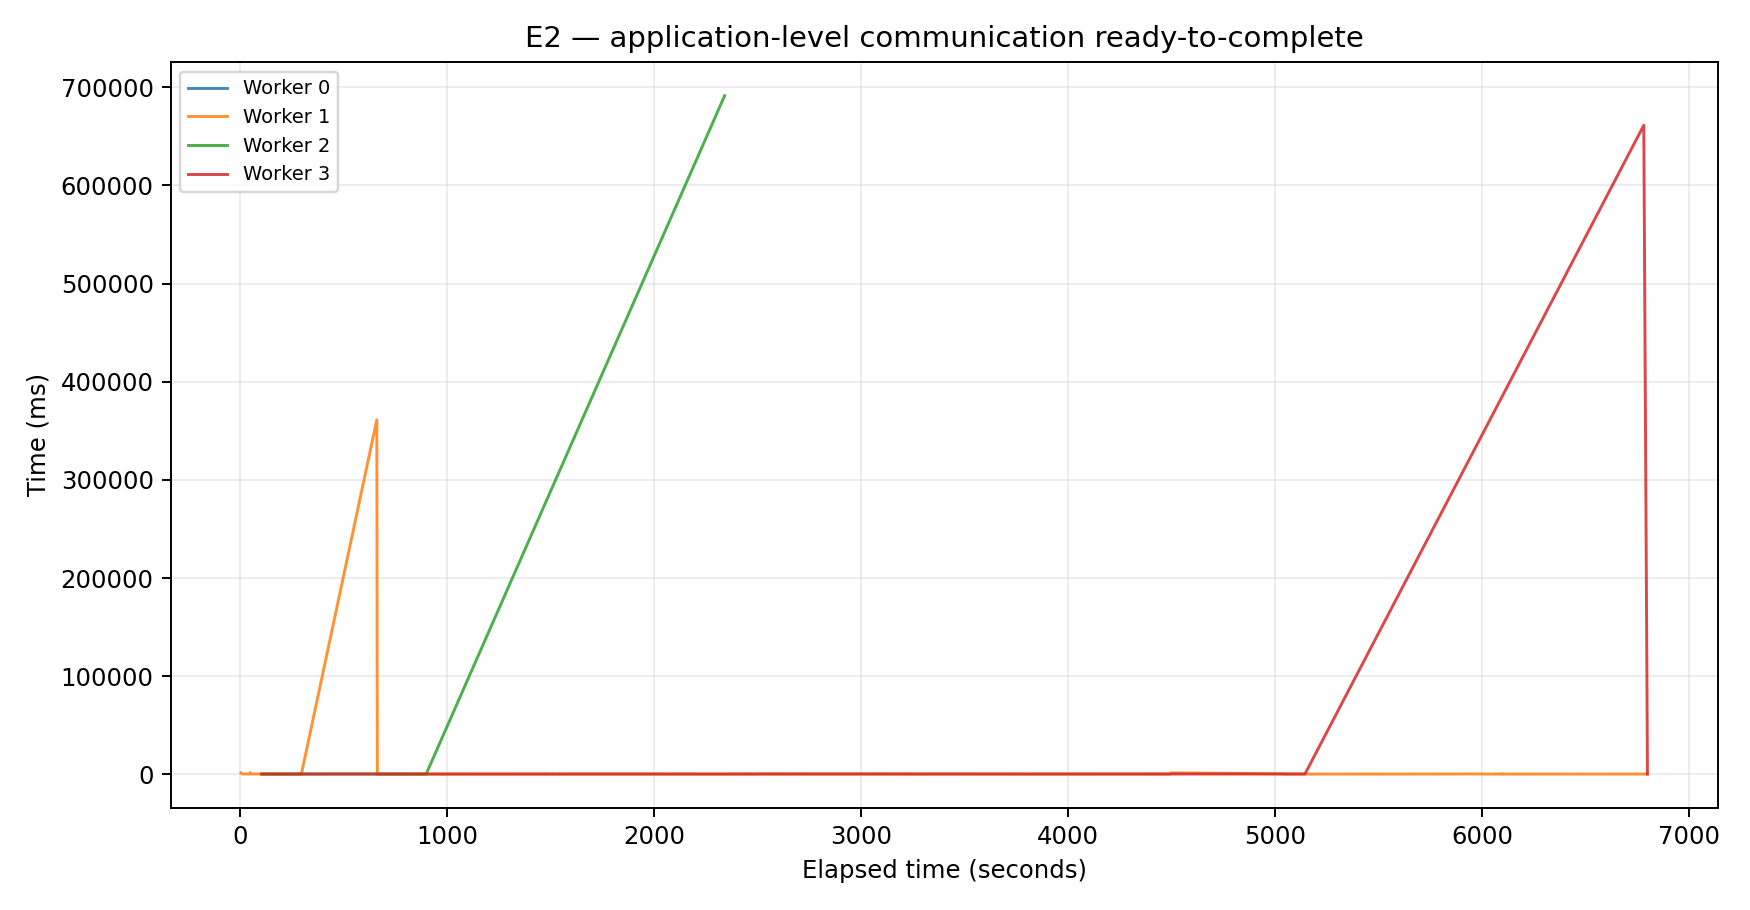 E2 — application-level communication ready-to-complete
Worker 0
Worker 1
Worker 2
Worker 3
Time (ms)
700000
600000
500000
400000
300000
200000
100000
0
0 1000 2000 3000 4000 5000 6000 7000
Elapsed time (seconds)